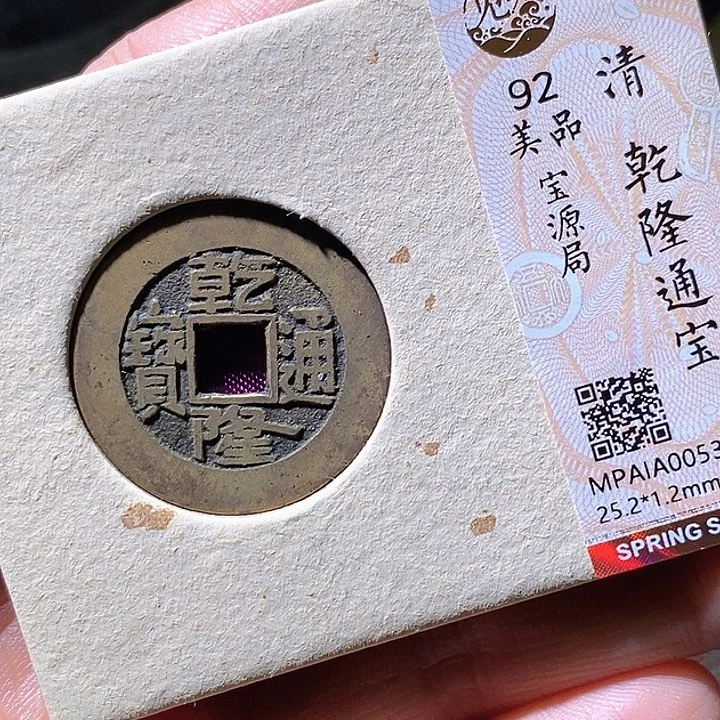 乾隆通寶
清 乾隆通宝
92
美品
宝源局
MPAIA0053
25.2*1.2mm
SPRING S